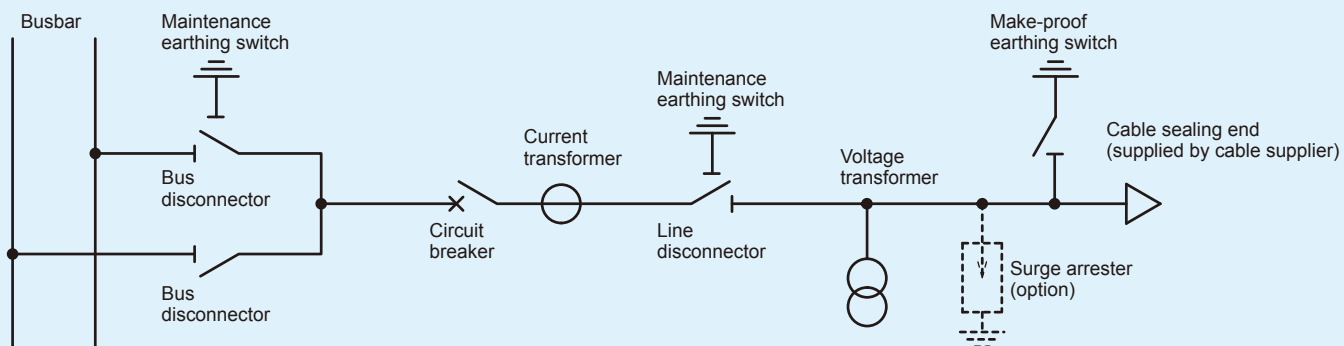 Busbar
Maintenance
earthing switch
Make-proof
earthing switch
Maintenance
earthing switch
Current
transformer
Cable sealing end
(supplied by cable supplier)
Voltage
transformer
Bus
disconnector
Circuit
breaker
Line
disconnector
Surge arrester
(option)
Bus
disconnector